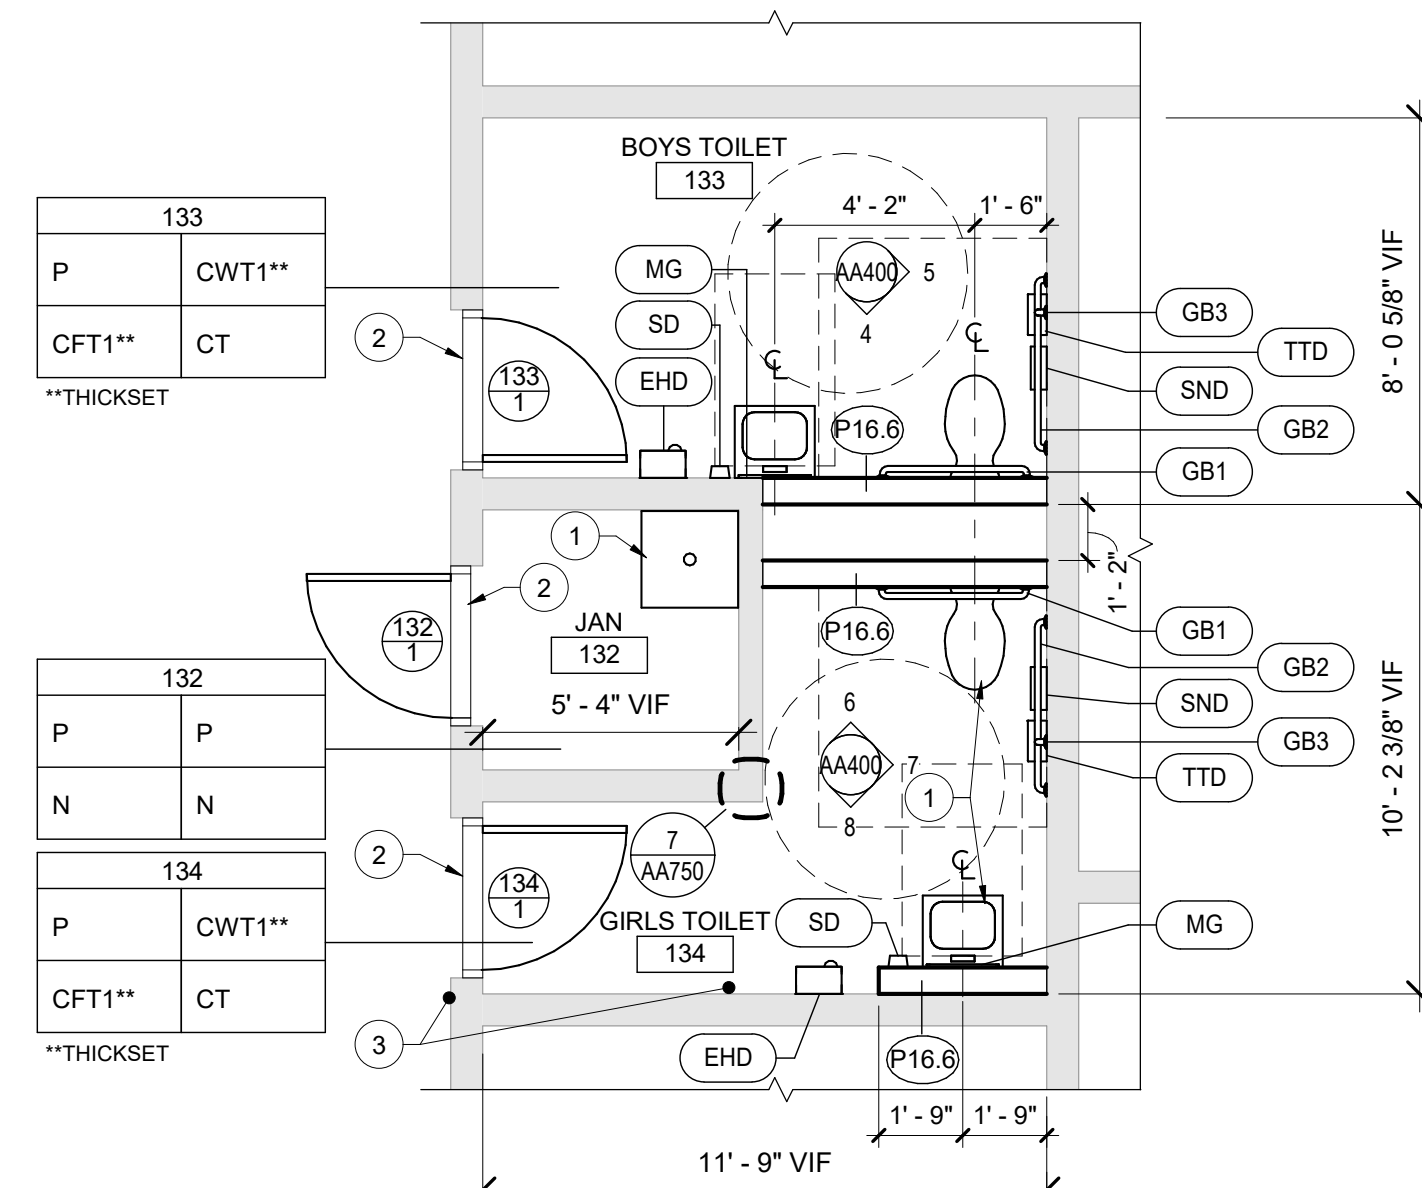 BOYS TOILET
133
4' - 2"
1' - 6"
133
P
CWT1**
CFT1**
CT
**THICKSET
MG
SD
EHD
AA400
5
4
CL
CL
GB3
TTD
SND
GB2
GB1
8' - 0 5/8" VIF
2
133
1
P16.6
1
2
132
1
JAN
132
5' - 4" VIF
P16.6
1' - 2"
GB1
GB2
SND
GB3
TTD
10' - 2 3/8" VIF
132
P
P
N
N
6
AA400
7
8
1
134
P
CWT1**
CFT1**
CT
**THICKSET
2
134
1
7
AA750
CL
GIRLS TOILET
134
SD
MG
3
EHD
P16.6
1' - 9"
1' - 9"
11' - 9" VIF